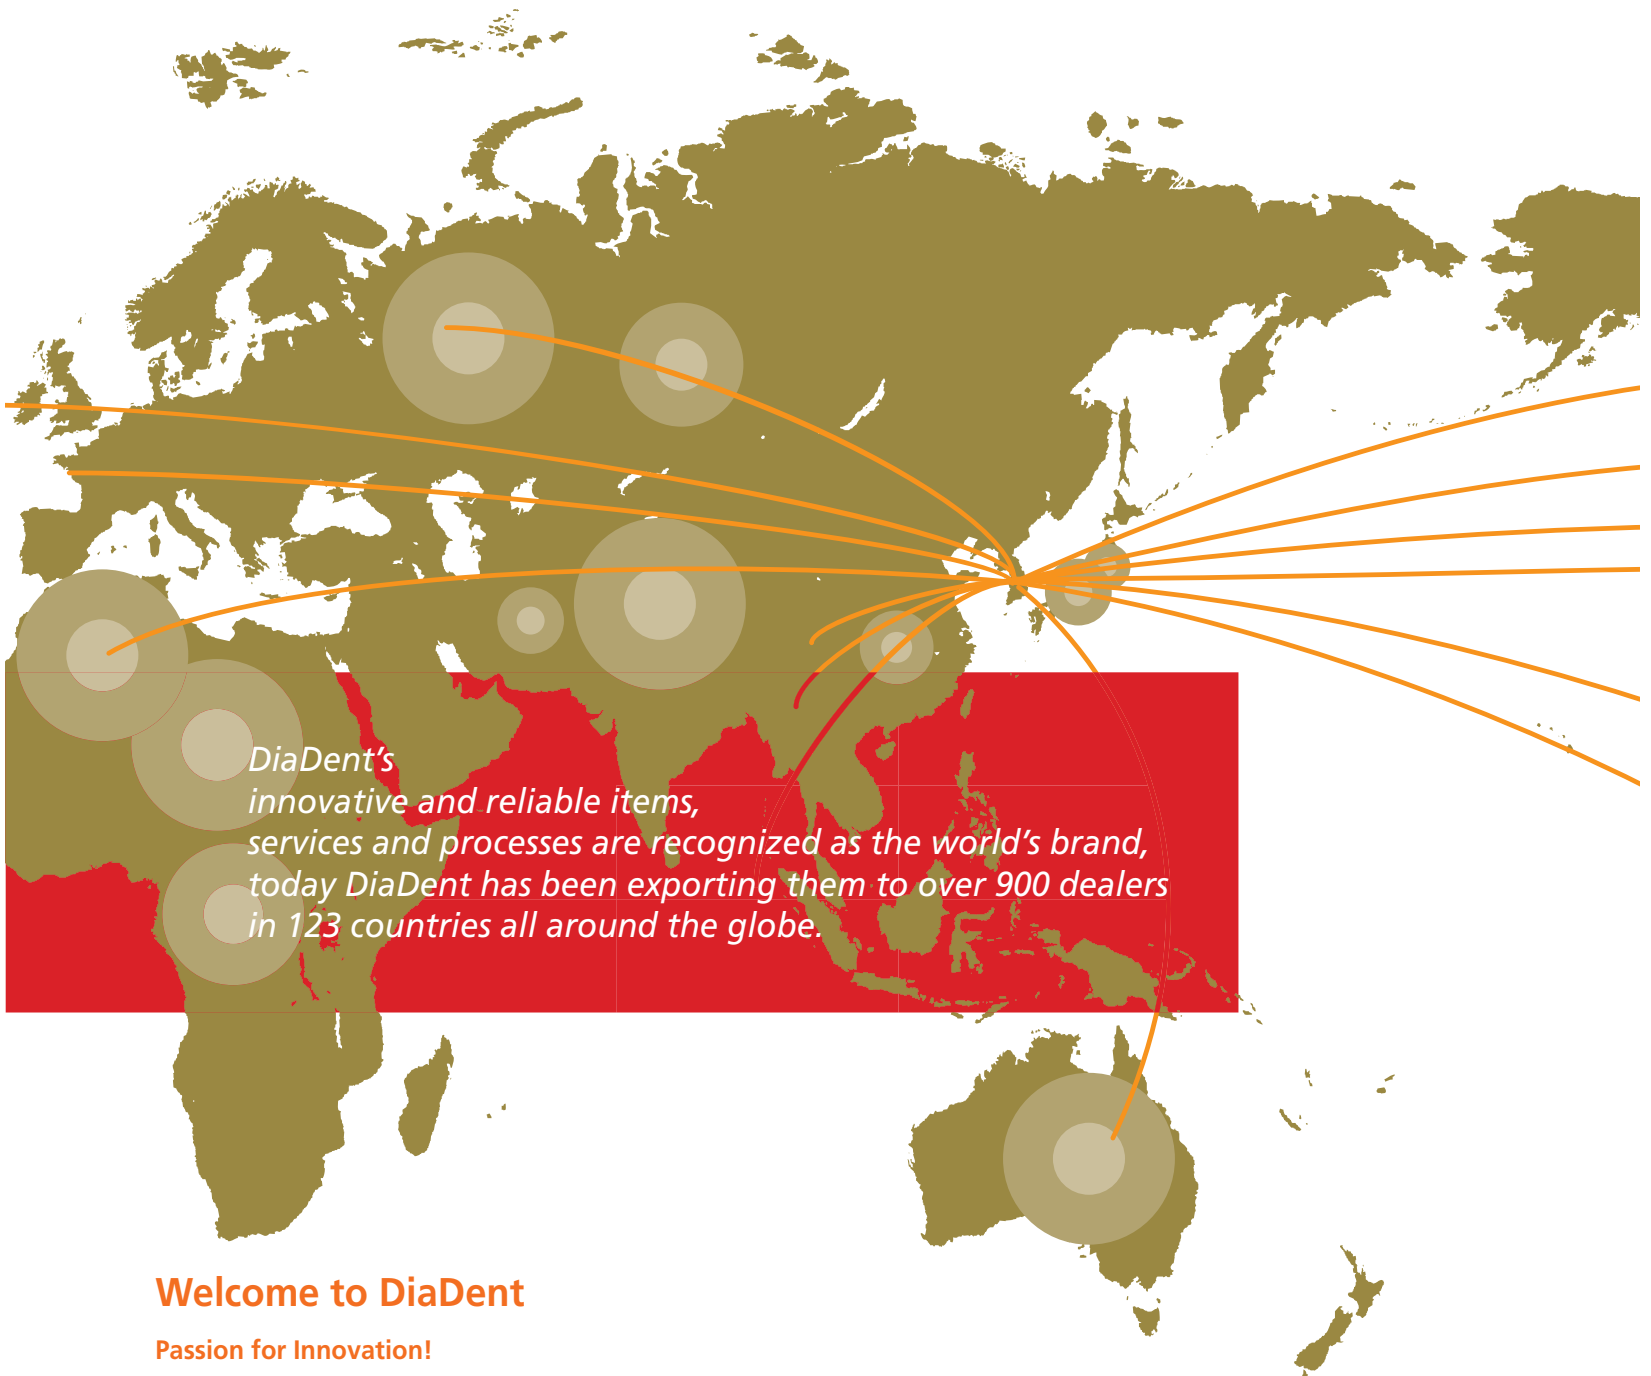 DiaDent’s
innovative and reliable items,
services and processes are recognized as the world’s brand,
today DiaDent has been exporting them to over 900 dealers
in 123 countries all around the globe.
Welcome to DiaDent
Passion for Innovation!